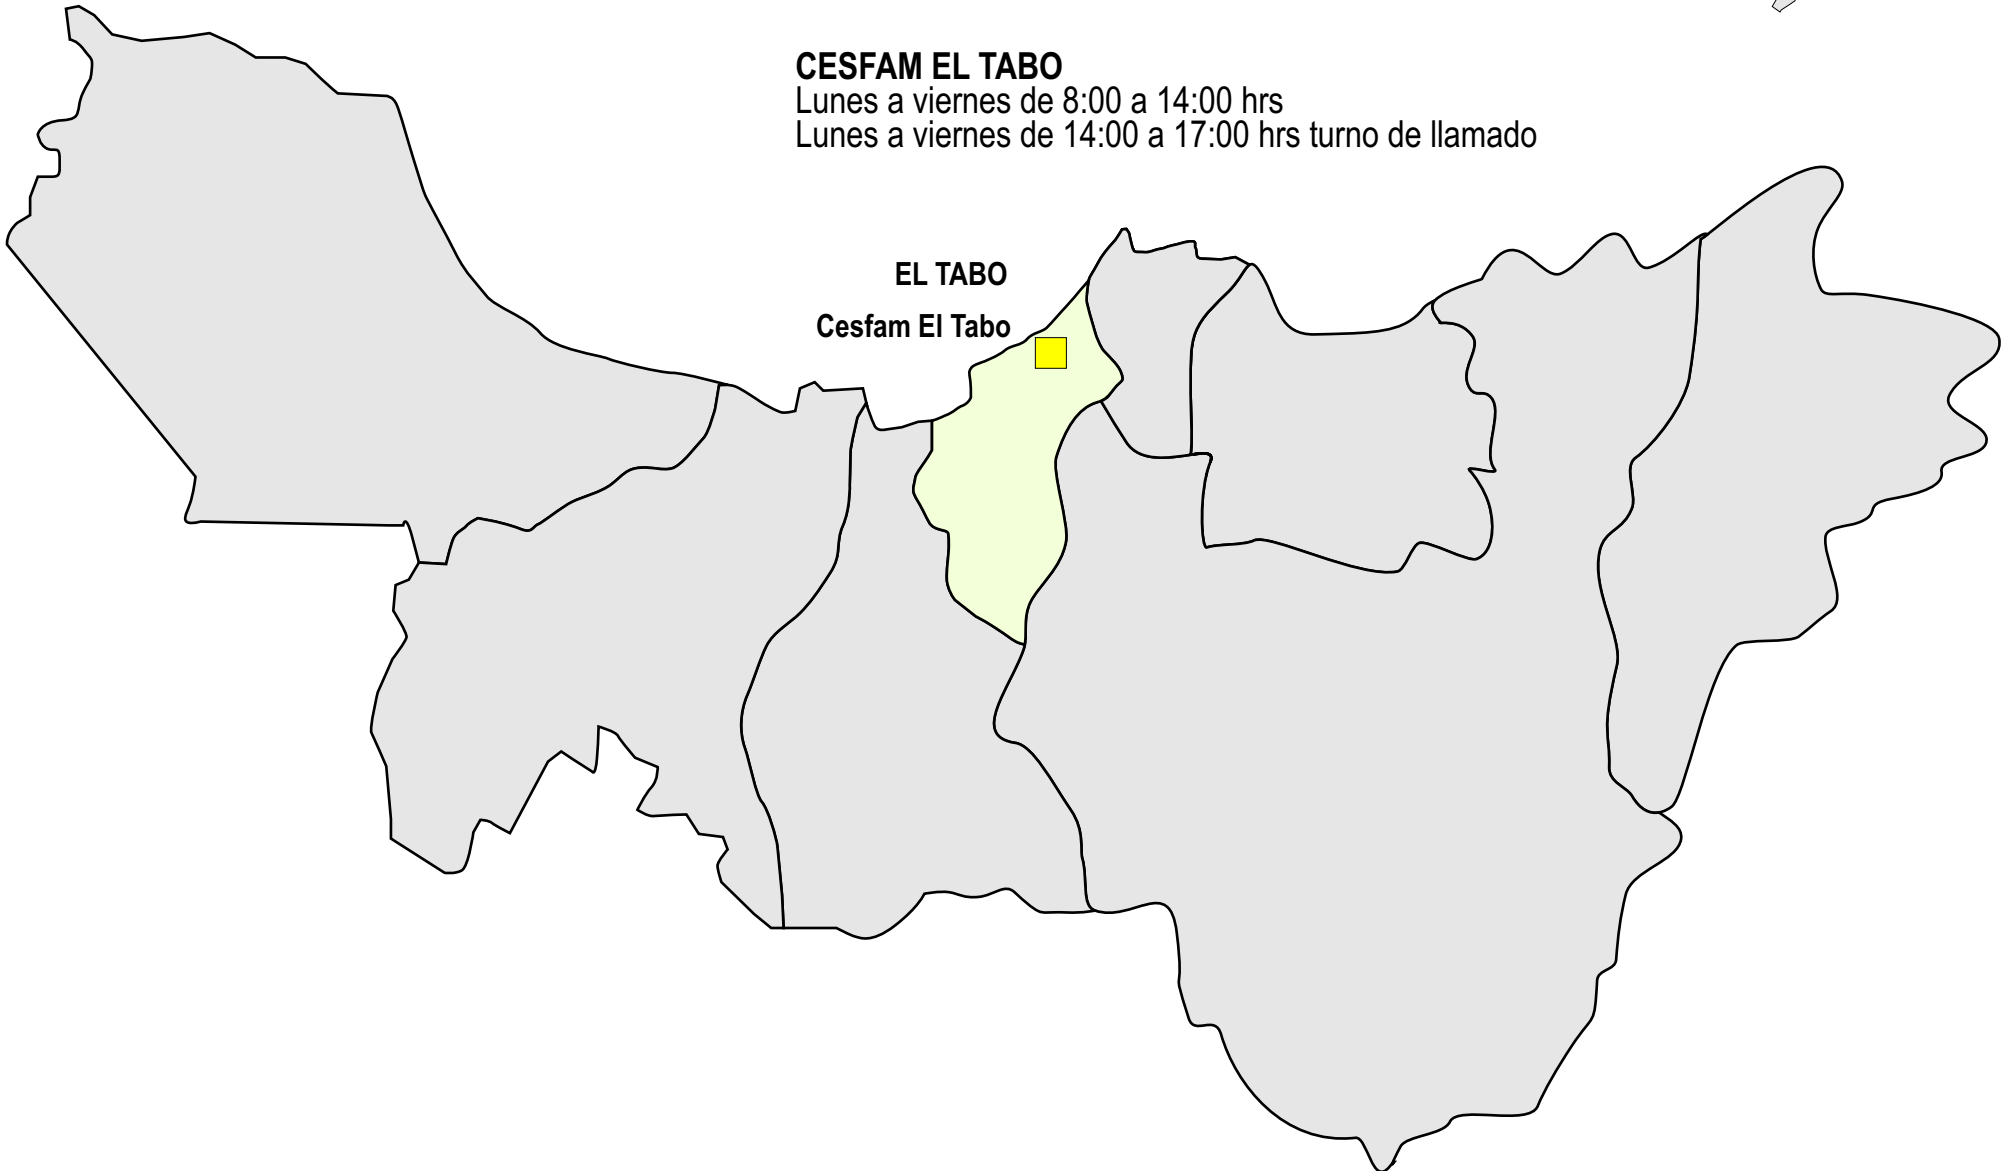 CESFAM EL TABO
Lunes a viernes de 8:00 a 14:00 hrs
Lunes a viernes de 14:00 a 17:00 hrs turno de llamado
EL TABO
Cesfam El Tabo